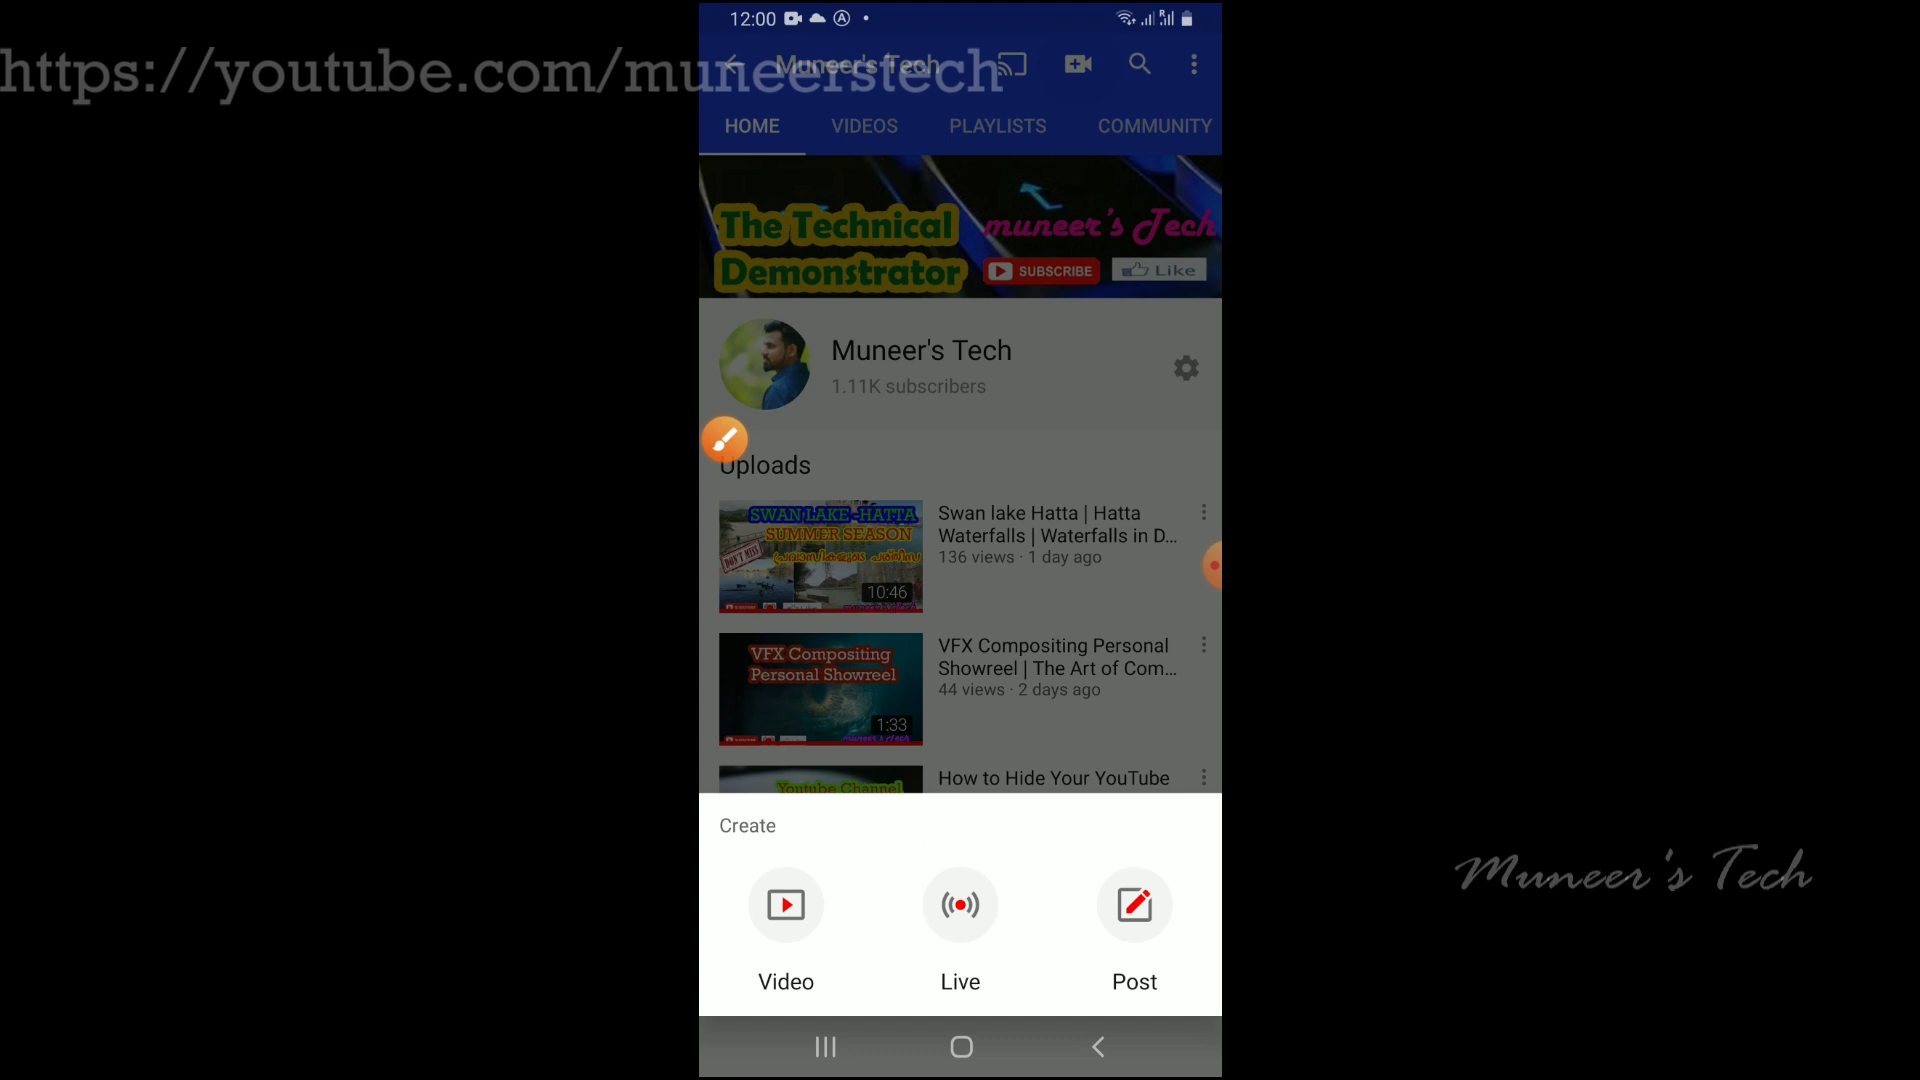 12:00
https://youtube.com/muneerstech
Muneer's Tech
HOME VIDEOS PLAYLISTS COMMUNITY
The Technical
Demonstrator
muneer's Tech
SUBSCRIBE Like
Muneer's Tech
1.11K subscribers
Uploads
SWAN LAKE-HATTA
SUMMER SEASON
DON'T MISS
10:46
Swan lake Hatta | Hatta
Waterfalls | Waterfalls in D...
136 views · 1 day ago
VFX Compositing
Personal Showreel
1:33
VFX Compositing Personal
Showreel | The Art of Com...
44 views · 2 days ago
Youtube Channel
How to Hide Your YouTube
Create
Video Live Post
Muneer's Tech